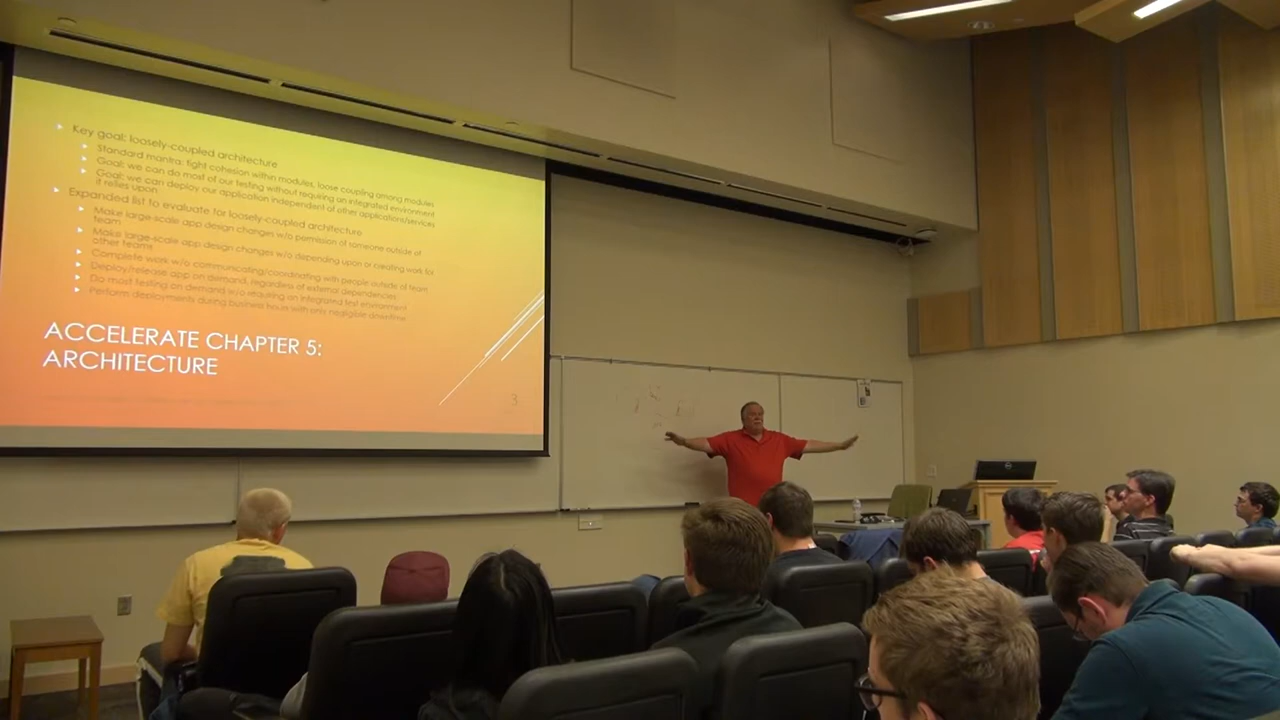 Key goal: loosely-coupled architecture
Standard mantra: tight cohesion within modules, loose coupling among modules
Goal: we can do most of our testing without requiring an integrated environment
Goal: we can deploy our application independent of other applications/services
it relies upon
Expanded list to evaluate for loosely-coupled architecture
Make large-scale app design changes w/o permission of someone outside of
team
Make large-scale app design changes w/o depending upon or creating work for
other teams
Complete work w/o communicating/coordinating with people outside of team
Deploy/release app on demand, regardless of external dependencies
Do most testing on demand w/o requiring an integrated test environment
Perform deployments during business hours with only negligible downtime
ACCELERATE CHAPTER 5:
ARCHITECTURE
3